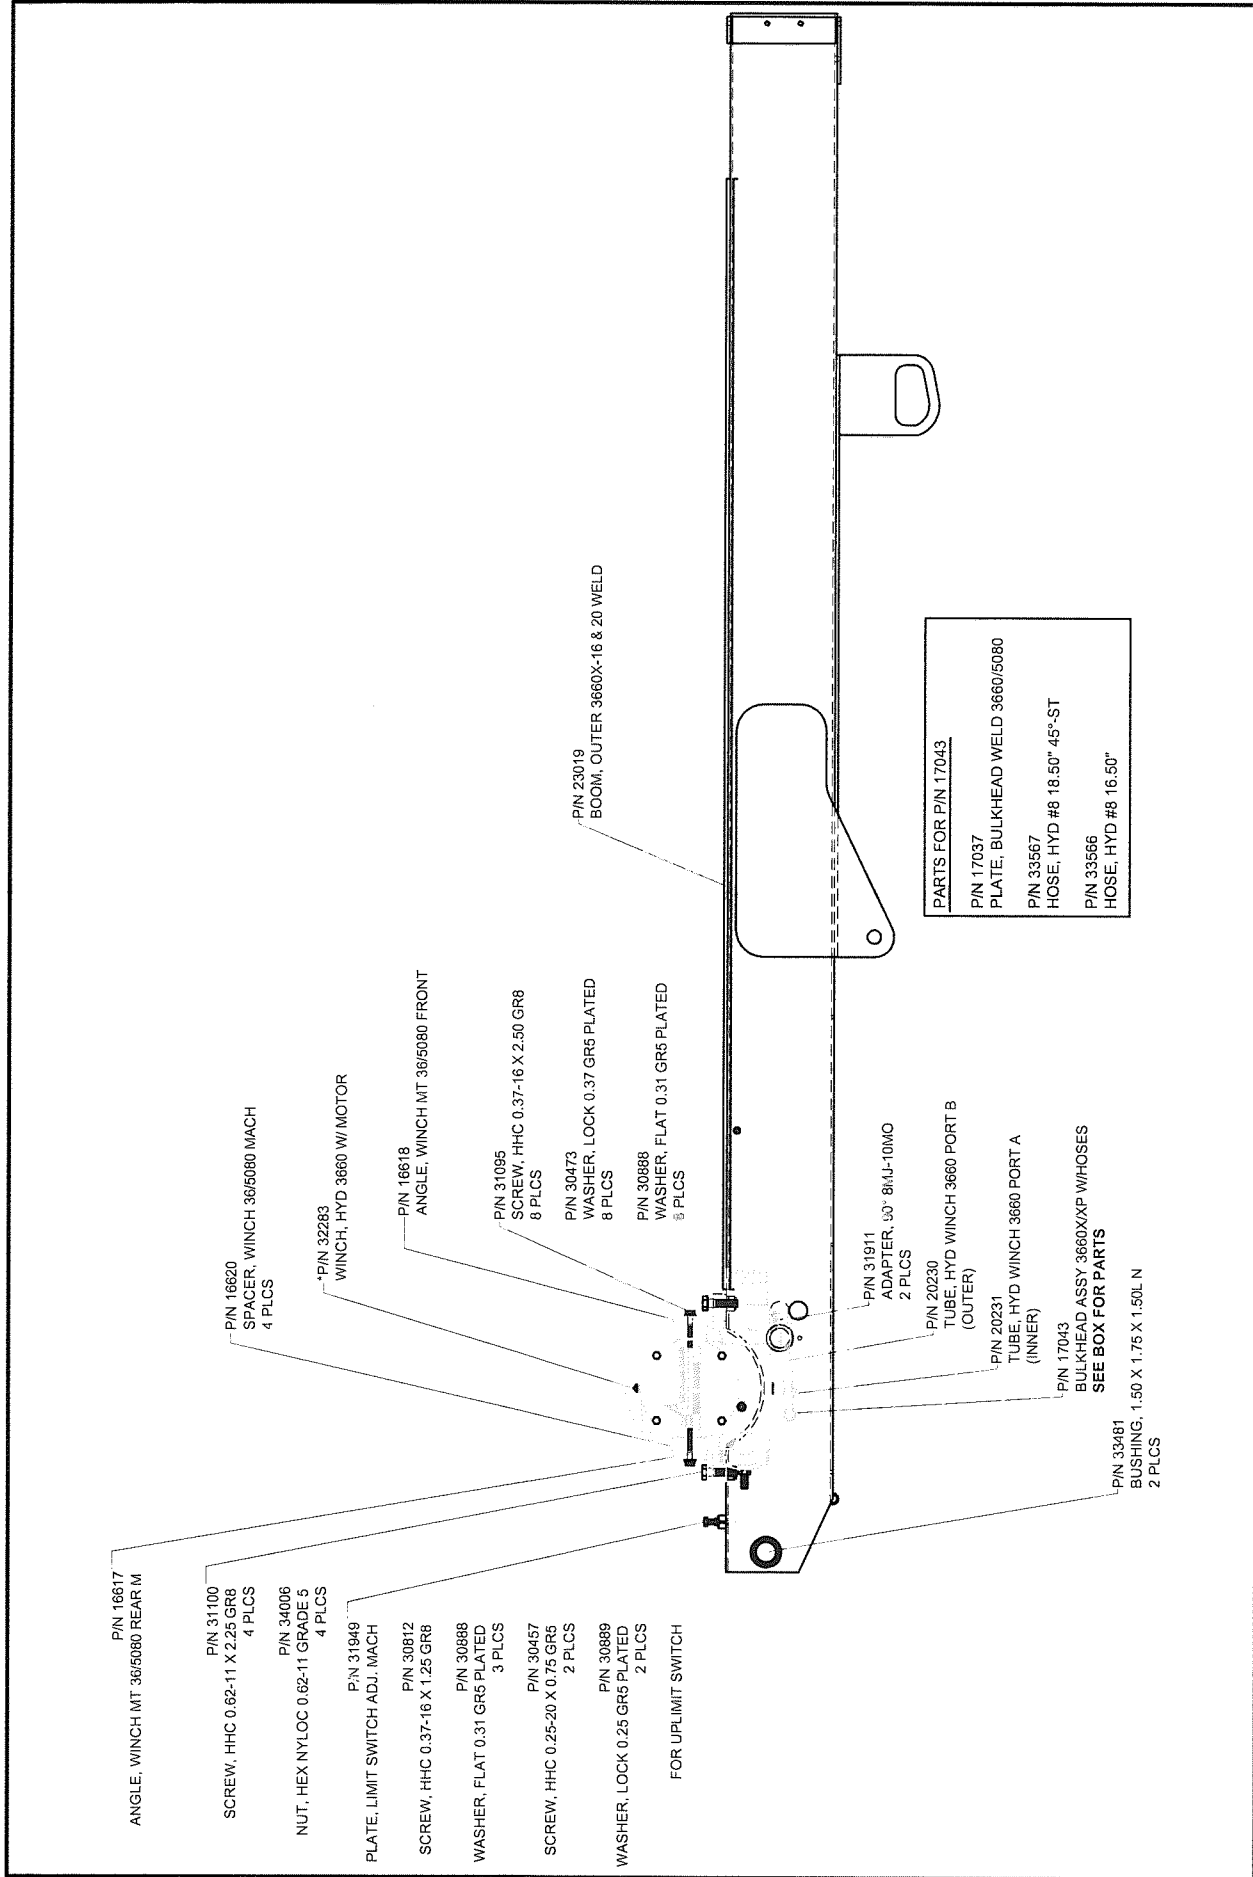 P/N 16617
ANGLE, WINCH MT 36/5080 REAR M
P/N 31100
SCREW, HHC 0.62-11 X 2.25 GR8
4 PLCS
P/N 34006
NUT, HEX NYLOC 0.62-11 GRADE 5
4 PLCS
P/N 31949
PLATE, LIMIT SWITCH ADJ. MACH
P/N 30812
SCREW, HHC 0.37-16 X 1.25 GR8
P/N 30888
WASHER, FLAT 0.31 GR5 PLATED
3 PLCS
P/N 30457
SCREW, HHC 0.25-20 X 0.75 GR5
2 PLCS
P/N 30889
WASHER, LOCK 0.25 GR5 PLATED
2 PLCS
FOR UPLIMIT SWITCH
P/N 16620
SPACER, WINCH 36/5080 MACH
4 PLCS
*P/N 32283
WINCH, HYD 3660 W/ MOTOR
P/N 16618
ANGLE, WINCH MT 36/5080 FRONT
P/N 31095
SCREW, HHC 0.37-16 X 2.50 GR8
8 PLCS
P/N 30473
WASHER, LOCK 0.37 GR5 PLATED
8 PLCS
P/N 30888
WASHER, FLAT 0.31 GR5 PLATED
PLCS
P/N 23019
BOOM, OUTER 3660X-16 & 20 WELD
P/N 31911
ADAPTER, 90° 8MJ-10MO
2 PLCS
P/N 20230
TUBE, HYD WINCH 3660 PORT B
(OUTER)
P/N 20231
TUBE, HYD WINCH 3660 PORT A
(INNER)
P/N 17043
BULKHEAD ASSY 3660X/XP W/HOSES
SEE BOX FOR PARTS
P/N 33481
BUSHING, 1.50 X 1.75 X 1.50L N
2 PLCS
PARTS FOR P/N 17043
P/N 17037
PLATE, BULKHEAD WELD 3660/5080
P/N 33567
HOSE, HYD #8 18.50" 45°-ST
P/N 33566
HOSE, HYD #8 16.50"